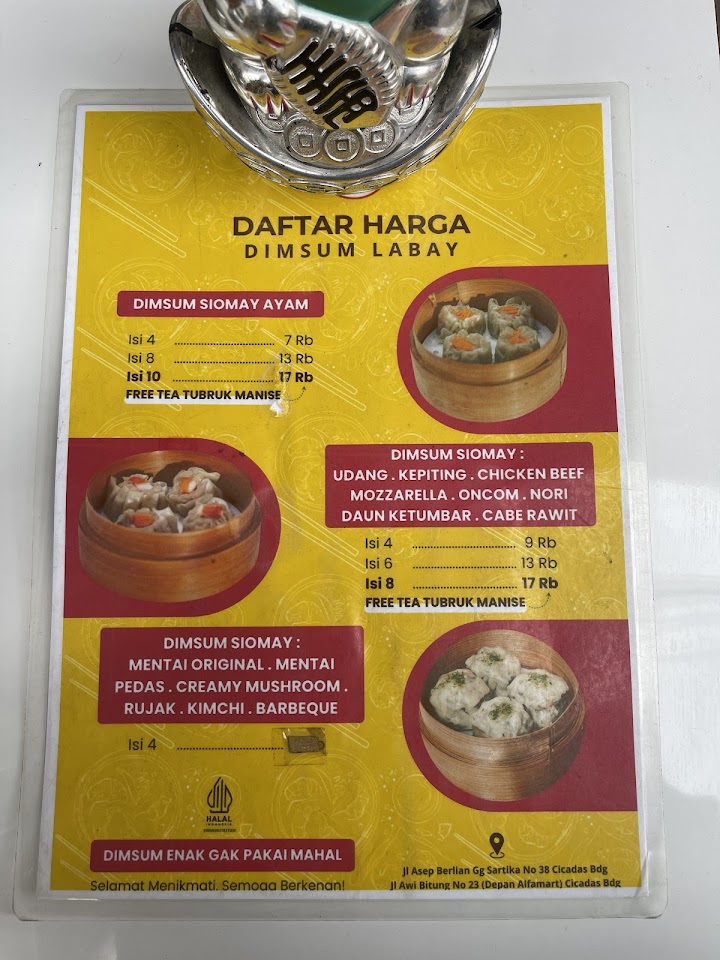 DAFTAR HARGA
DIMSUM LABAY
DIMSUM SIOMAY AYAM
Isi 4 ........................ 7 Rb
Isi 8 ........................ 13 Rb
Isi 10 ........................ 17 Rb
FREE TEA TUBRUK MANISE
DIMSUM SIOMAY :
UDANG . KEPITING . CHICKEN BEEF
MOZZARELLA . ONCOM . NORI
DAUN KETUMBAR . CABE RAWIT
Isi 4 ........................ 9 Rb
Isi 6 ........................ 13 Rb
Isi 8 ........................ 17 Rb
FREE TEA TUBRUK MANISE
DIMSUM SIOMAY :
MENTAI ORIGINAL . MENTAI
PEDAS . CREAMY MUSHROOM .
RUJAK . KIMCHI . BARBEQUE
Isi 4 ........................
HALAL
INDONESIA
DIMSUM ENAK GAK PAKAI MAHAL
Selamat Menikmati, Semoga Berkenan!
Jl Asep Berlian Gg Sartika No 38 Cicadas Bdg
Jl Awi Bitung No 23 (Depan Alfamart) Cicadas Bdg